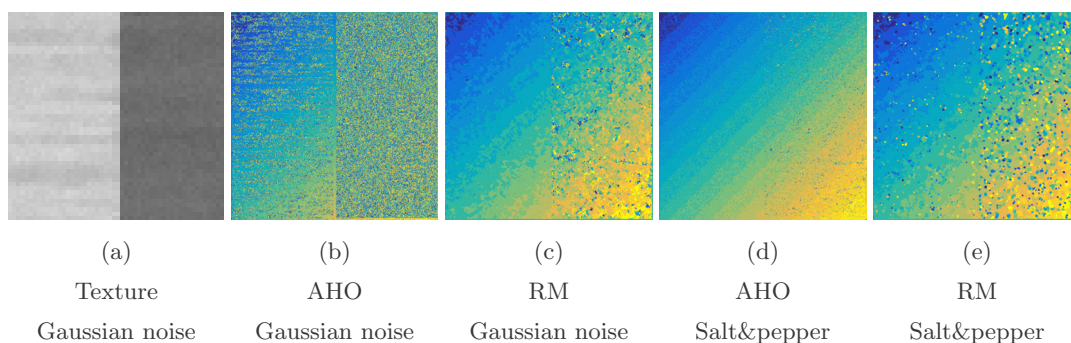 (a) (b) (c) (d) (e)
Texture AHO RM AHO RM
Gaussian noise Gaussian noise Gaussian noise Salt&pepper Salt&pepper